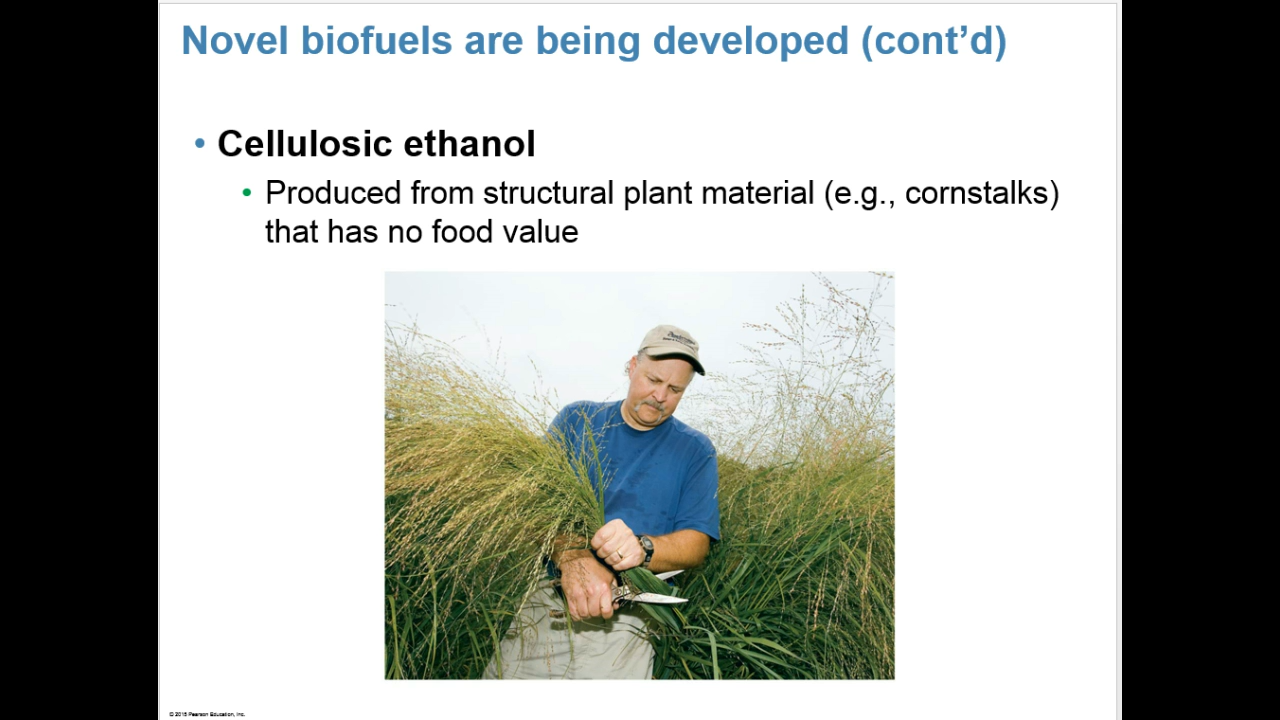 Novel biofuels are being developed (cont’d)
• Cellulosic ethanol
• Produced from structural plant material (e.g., cornstalks)
that has no food value
© 2015 Pearson Education, Inc.